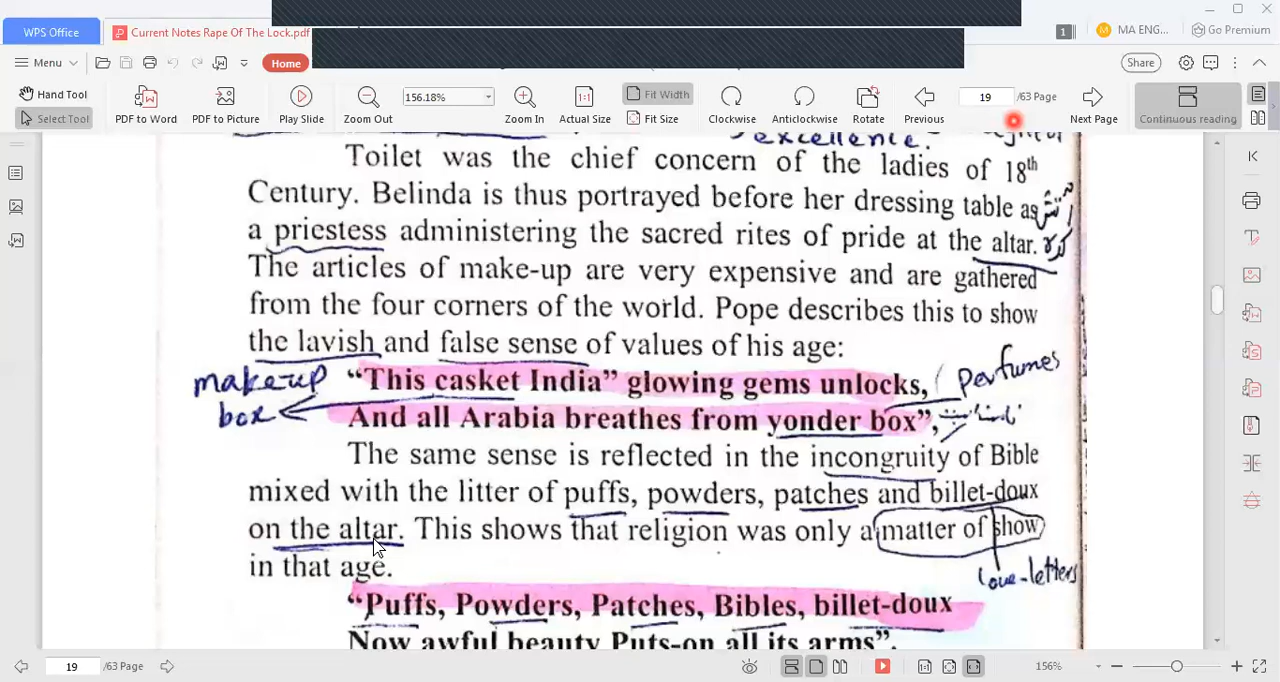 WPS Office
Current Notes Rape Of The Lock.pdf
1
MA ENG...
Go Premium
Menu
Home
Share
Hand Tool
Select Tool
PDF to Word
PDF to Picture
Play Slide
Zoom Out
156.18%
Zoom In
1:1
Actual Size
Fit Width
Fit Size
Clockwise
Anticlockwise
Rotate
Previous
19
/63 Page
Next Page
Continuous reading
excellence.
Toilet was the chief concern of the ladies of 18th
Century. Belinda is thus portrayed before her dressing table as
a priestess administering the sacred rites of pride at the altar.
The articles of make-up are very expensive and are gathered
from the four corners of the world. Pope describes this to show
the lavish and false sense of values of his age:
makeup
box
“This casket India” glowing gems unlocks,
perfumes
And all Arabia breathes from yonder box”,
The same sense is reflected in the incongruity of Bible
mixed with the litter of puffs, powders, patches and billet-doux
on the altar. This shows that religion was only a matter of show
love-letters
in that age.
“Puffs, Powders, Patches, Bibles, billet-doux
Now awful beauty Puts-on all its arms”.
19
/63 Page
156%